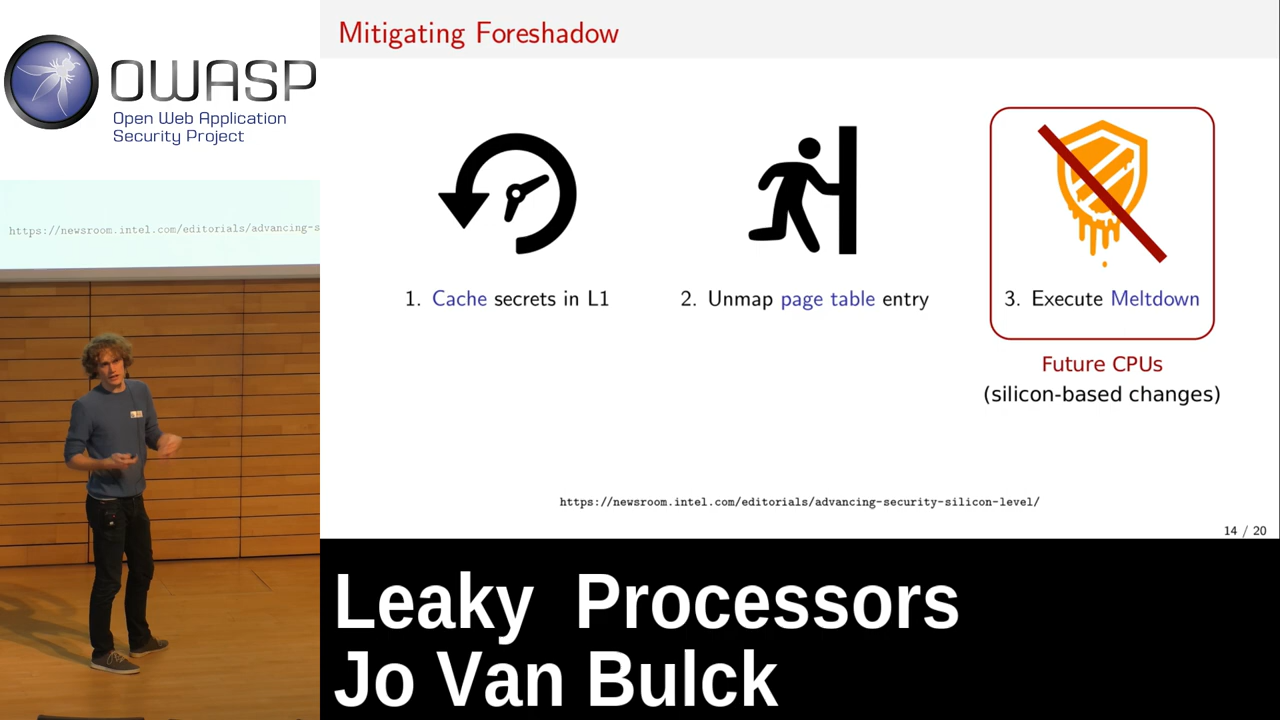 OWASP
Open Web Application
Security Project
https://newsroom.intel.com/editorials/advancing-s
Mitigating Foreshadow
1. Cache secrets in L1
2. Unmap page table entry
3. Execute Meltdown
Future CPUs
(silicon-based changes)
https://newsroom.intel.com/editorials/advancing-security-silicon-level/
14 / 20
Leaky Processors
Jo Van Bulck